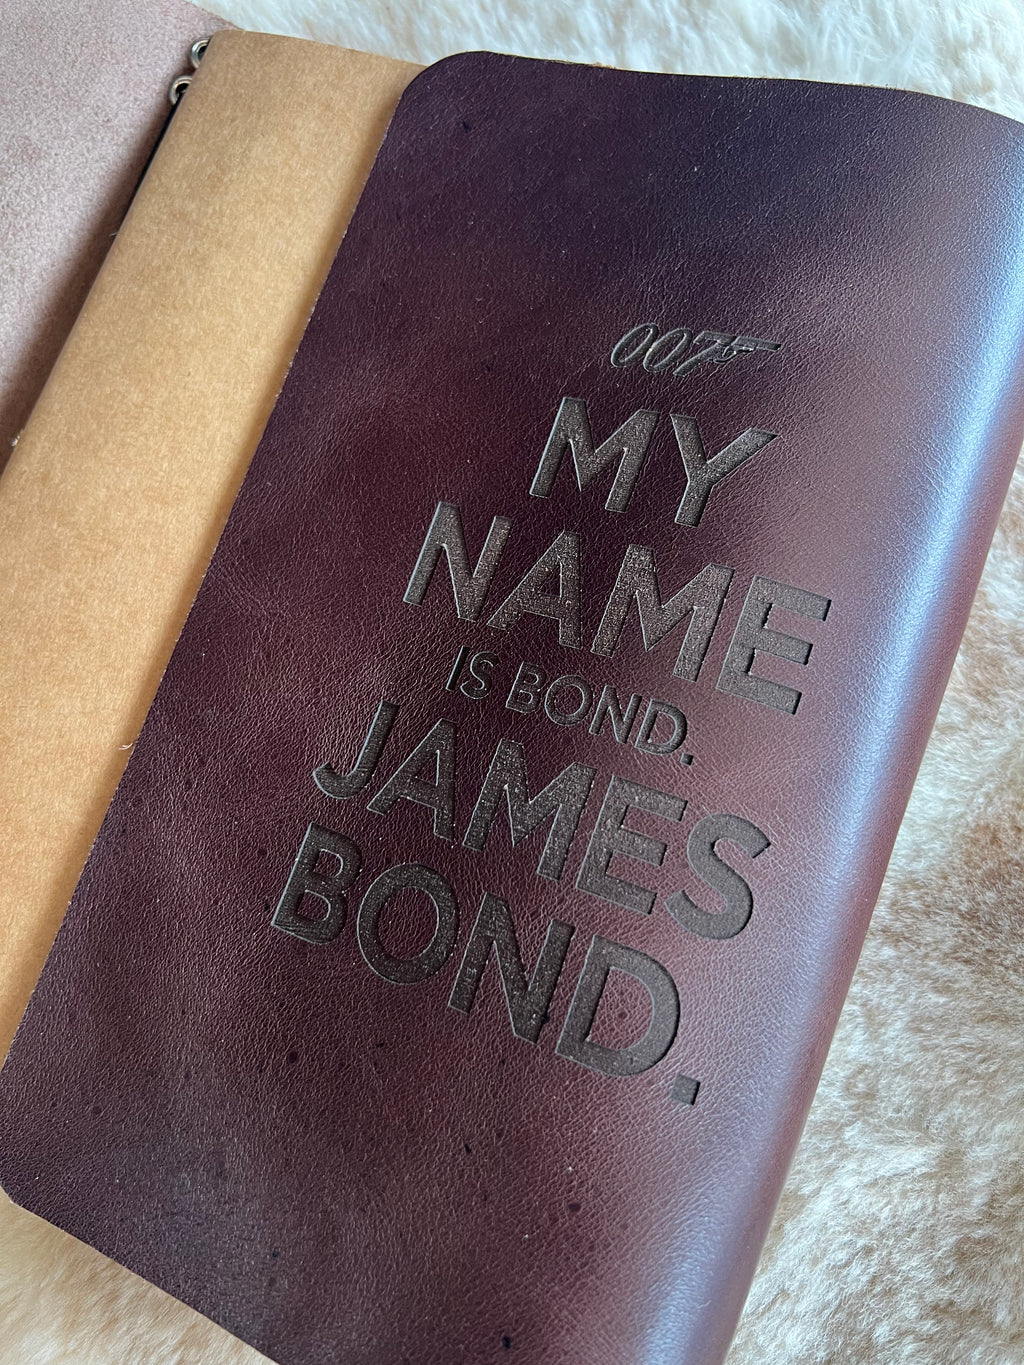 007
MY
NAME
IS BOND.
JAMES
BOND.